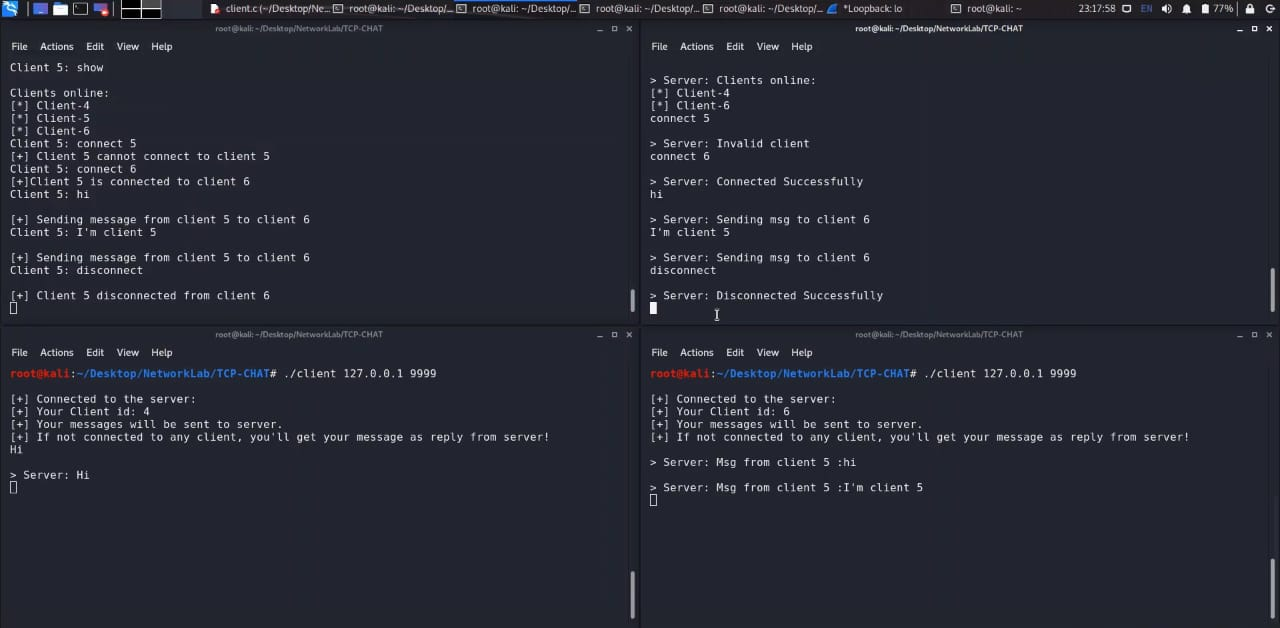 client.c (~/Desktop/Ne...
root@kali: ~/Desktop/...
root@kali: ~/Desktop/...
root@kali: ~/Desktop/...
root@kali: ~/Desktop/...
*Loopback: lo
root@kali: ~
23:17:58
EN
77%
root@kali: ~/Desktop/NetworkLab/TCP-CHAT
File Actions Edit View Help
Client 5: show
Clients online:
[*] Client-4
[*] Client-5
[*] Client-6
Client 5: connect 5
[+] Client 5 cannot connect to client 5
Client 5: connect 6
[+]Client 5 is connected to client 6
Client 5: hi
[+] Sending message from client 5 to client 6
Client 5: I'm client 5
[+] Sending message from client 5 to client 6
Client 5: disconnect
[+] Client 5 disconnected from client 6
root@kali: ~/Desktop/NetworkLab/TCP-CHAT
File Actions Edit View Help
> Server: Clients online:
[*] Client-4
[*] Client-6
connect 5
> Server: Invalid client
connect 6
> Server: Connected Successfully
hi
> Server: Sending msg to client 6
I'm client 5
> Server: Sending msg to client 6
disconnect
> Server: Disconnected Successfully
root@kali: ~/Desktop/NetworkLab/TCP-CHAT
File Actions Edit View Help
root@kali:~/Desktop/NetworkLab/TCP-CHAT# ./client 127.0.0.1 9999
[+] Connected to the server:
[+] Your Client id: 4
[+] Your messages will be sent to server.
[+] If not connected to any client, you'll get your message as reply from server!
Hi
> Server: Hi
root@kali: ~/Desktop/NetworkLab/TCP-CHAT
File Actions Edit View Help
root@kali:~/Desktop/NetworkLab/TCP-CHAT# ./client 127.0.0.1 9999
[+] Connected to the server:
[+] Your Client id: 6
[+] Your messages will be sent to server.
[+] If not connected to any client, you'll get your message as reply from server!
> Server: Msg from client 5 :hi
> Server: Msg from client 5 :I'm client 5